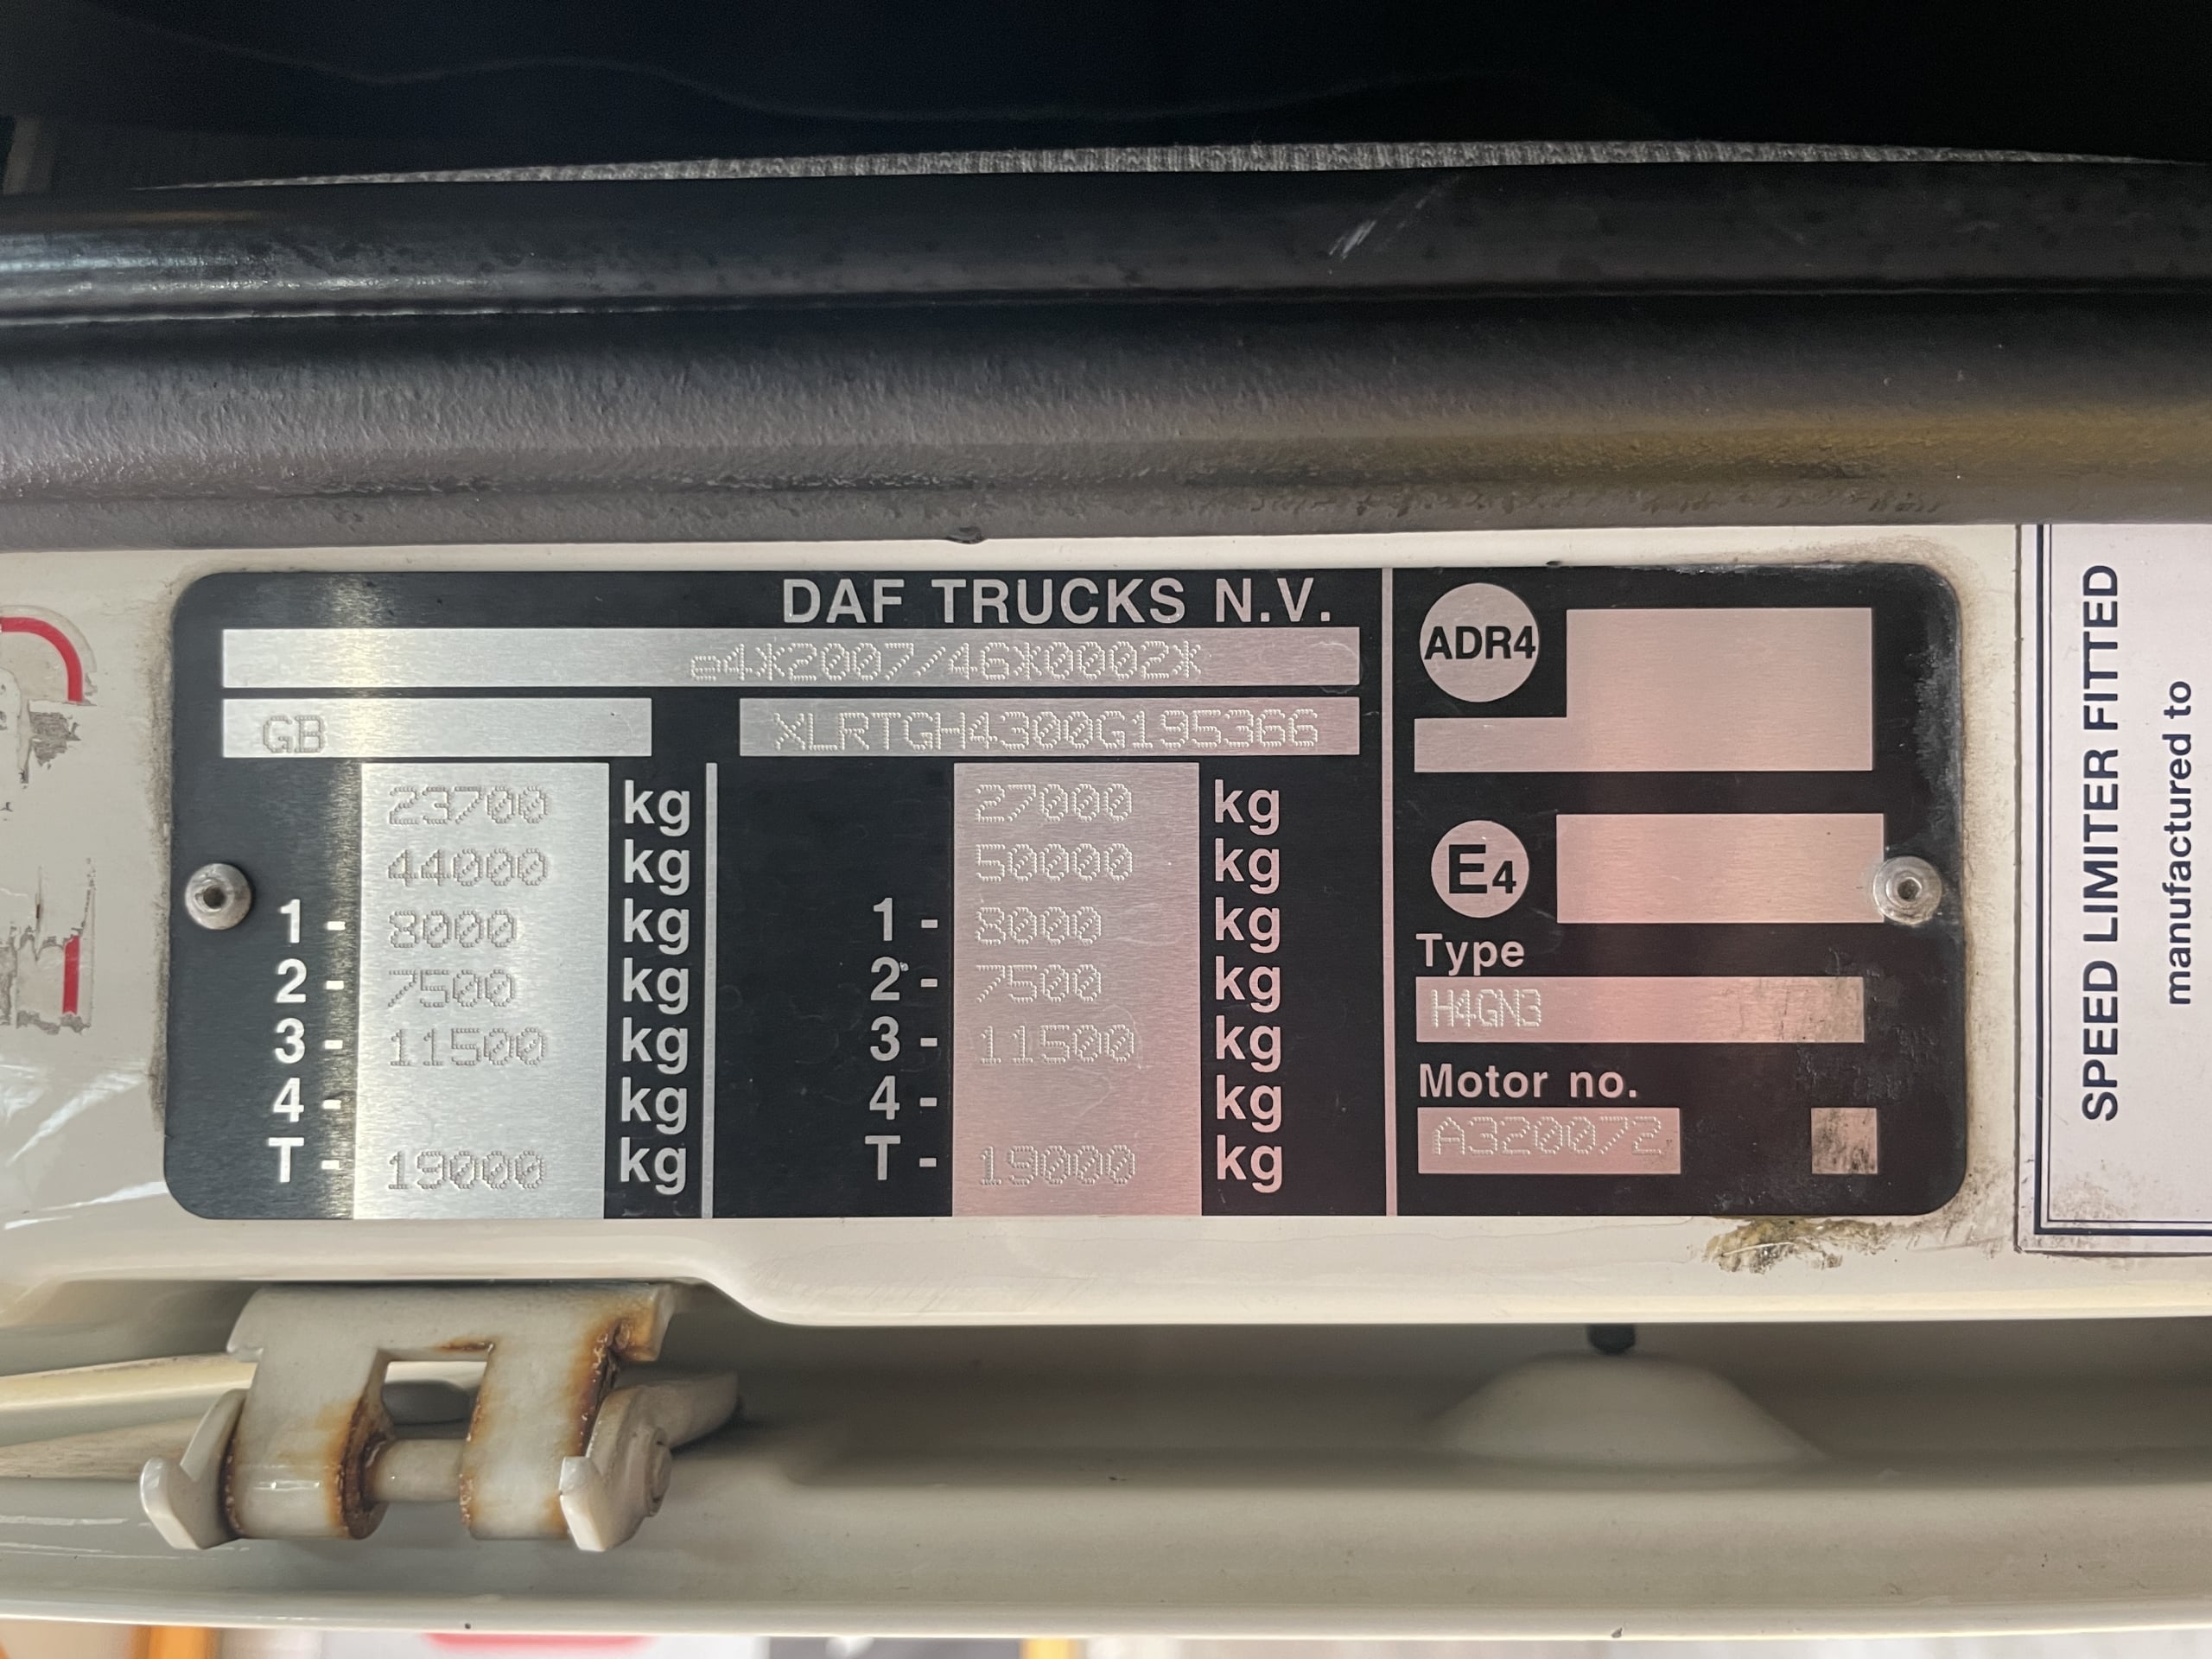 DAF TRUCKS N.V.
e4*2007/46*0002*
GB
XLRTGH4300G195366
23700 kg
44000 kg
1 - 8000 kg
2 - 7500 kg
3 - 11500 kg
4 - kg
T - 19000 kg
27000 kg
50000 kg
1 - 8000 kg
2 - 7500 kg
3 - 11500 kg
4 - kg
T - 19000 kg
ADR4
E4
Type
H4GN3
Motor no.
A320072
SPEED LIMITER FITTED
manufactured to